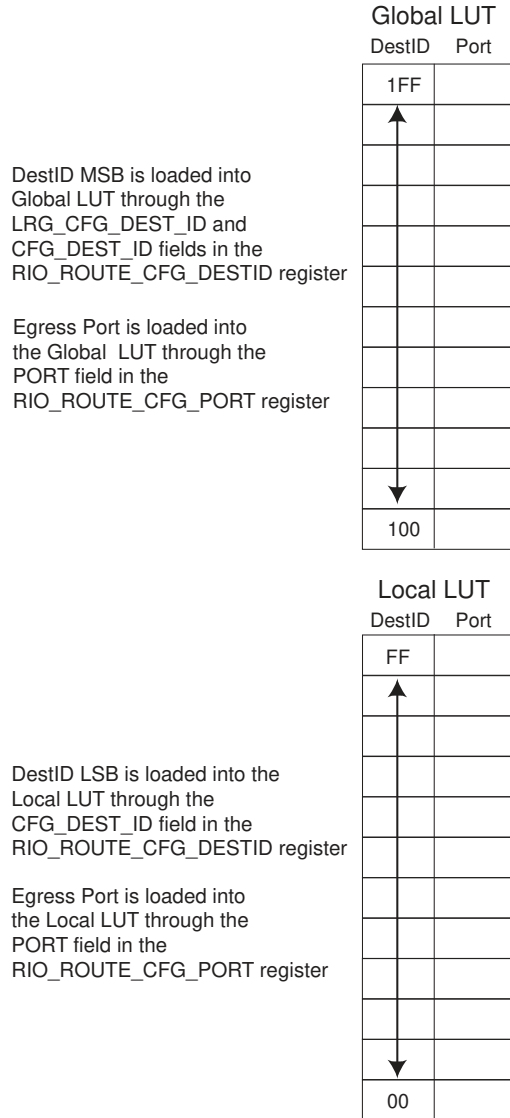 Global LUT
DestID Port
1FF
DestID MSB is loaded into
Global LUT through the
LRG_CFG_DEST_ID and
CFG_DEST_ID fields in the
RIO_ROUTE_CFG_DESTID register
Egress Port is loaded into
the Global LUT through the
PORT field in the
RIO_ROUTE_CFG_PORT register
100
Local LUT
DestID Port
FF
DestID LSB is loaded into the
Local LUT through the
CFG_DEST_ID field in the
RIO_ROUTE_CFG_DESTID register
Egress Port is loaded into
the Local LUT through the
PORT field in the
RIO_ROUTE_CFG_PORT register
00